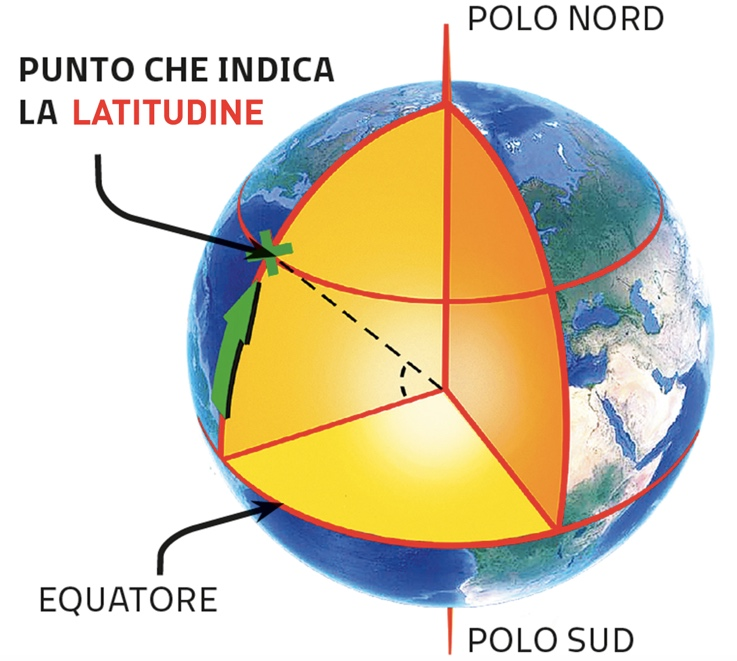 POLO NORD
PUNTO CHE INDICA
LA LATITUDINE
EQUATORE
POLO SUD